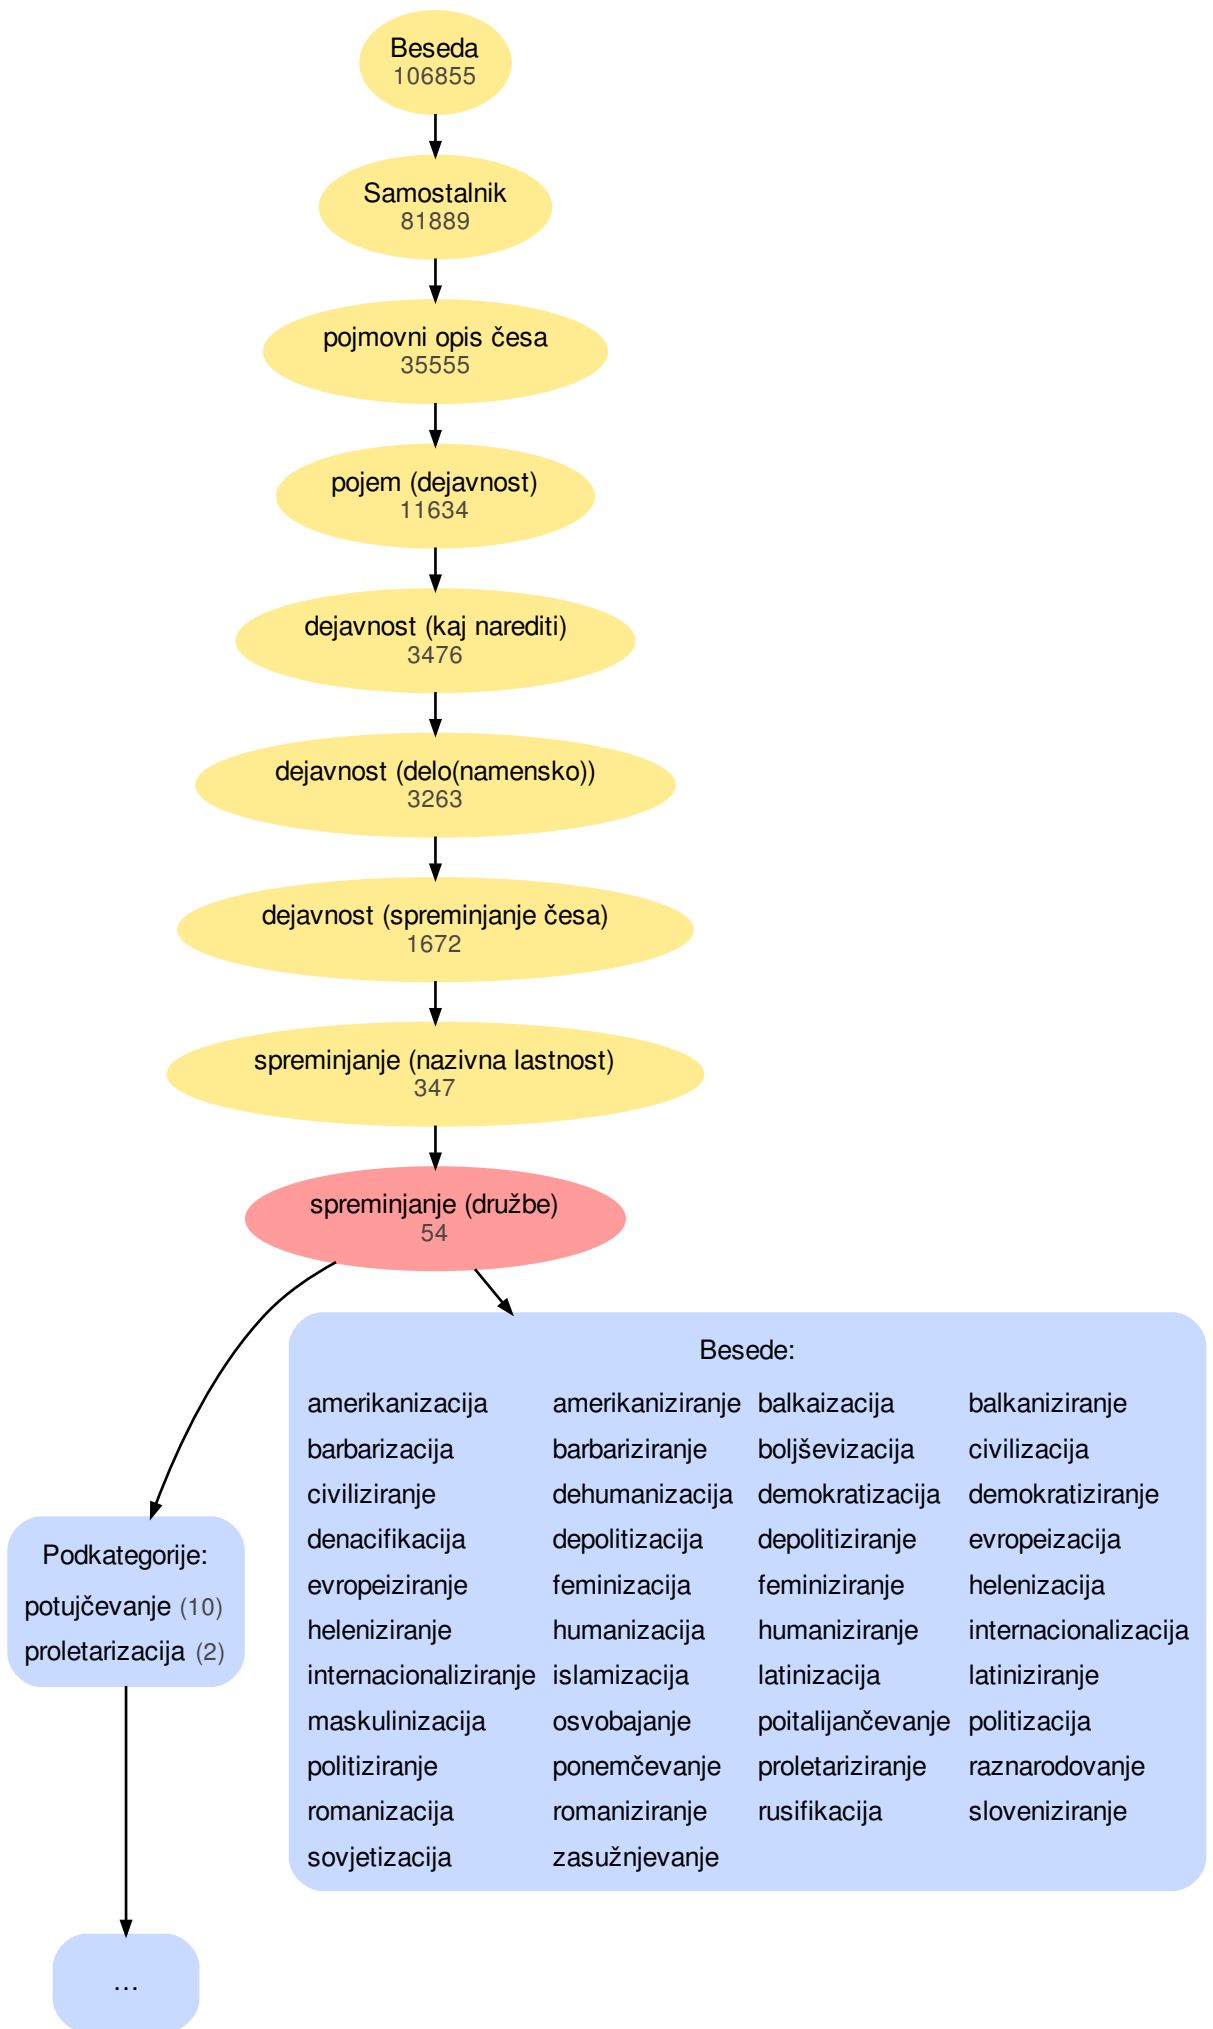 Beseda
106855
Samostalnik
81889
pojmovni opis česa
35555
pojem (dejavnost)
11634
dejavnost (kaj narediti)
3476
dejavnost (delo(namensko))
3263
dejavnost (spreminjanje česa)
1672
spreminjanje (nazivna lastnost)
347
spreminjanje (družbe)
54
Besede:
amerikanizacija amerikaniziranje balkaizacija balkaniziranje
barbarizacija barbariziranje boljševizacija civilizacija
civiliziranje dehumanizacija demokratizacija demokratiziranje
denacifikacija depolitizacija depolitiziranje evropeizacija
evropeiziranje feminizacija feminiziranje helenizacija
heleniziranje humanizacija humaniziranje internacionalizacija
internacionaliziranje islamizacija latinizacija latiniziranje
maskulinizacija osvobajanje poitalijančevanje politizacija
politiziranje ponemčevanje proletariziranje raznarodovanje
romanizacija romaniziranje rusifikacija sloveniziranje
sovjetizacija zasužnjevanje
Podkategorije:
potujčevanje (10)
proletarizacija (2)
...